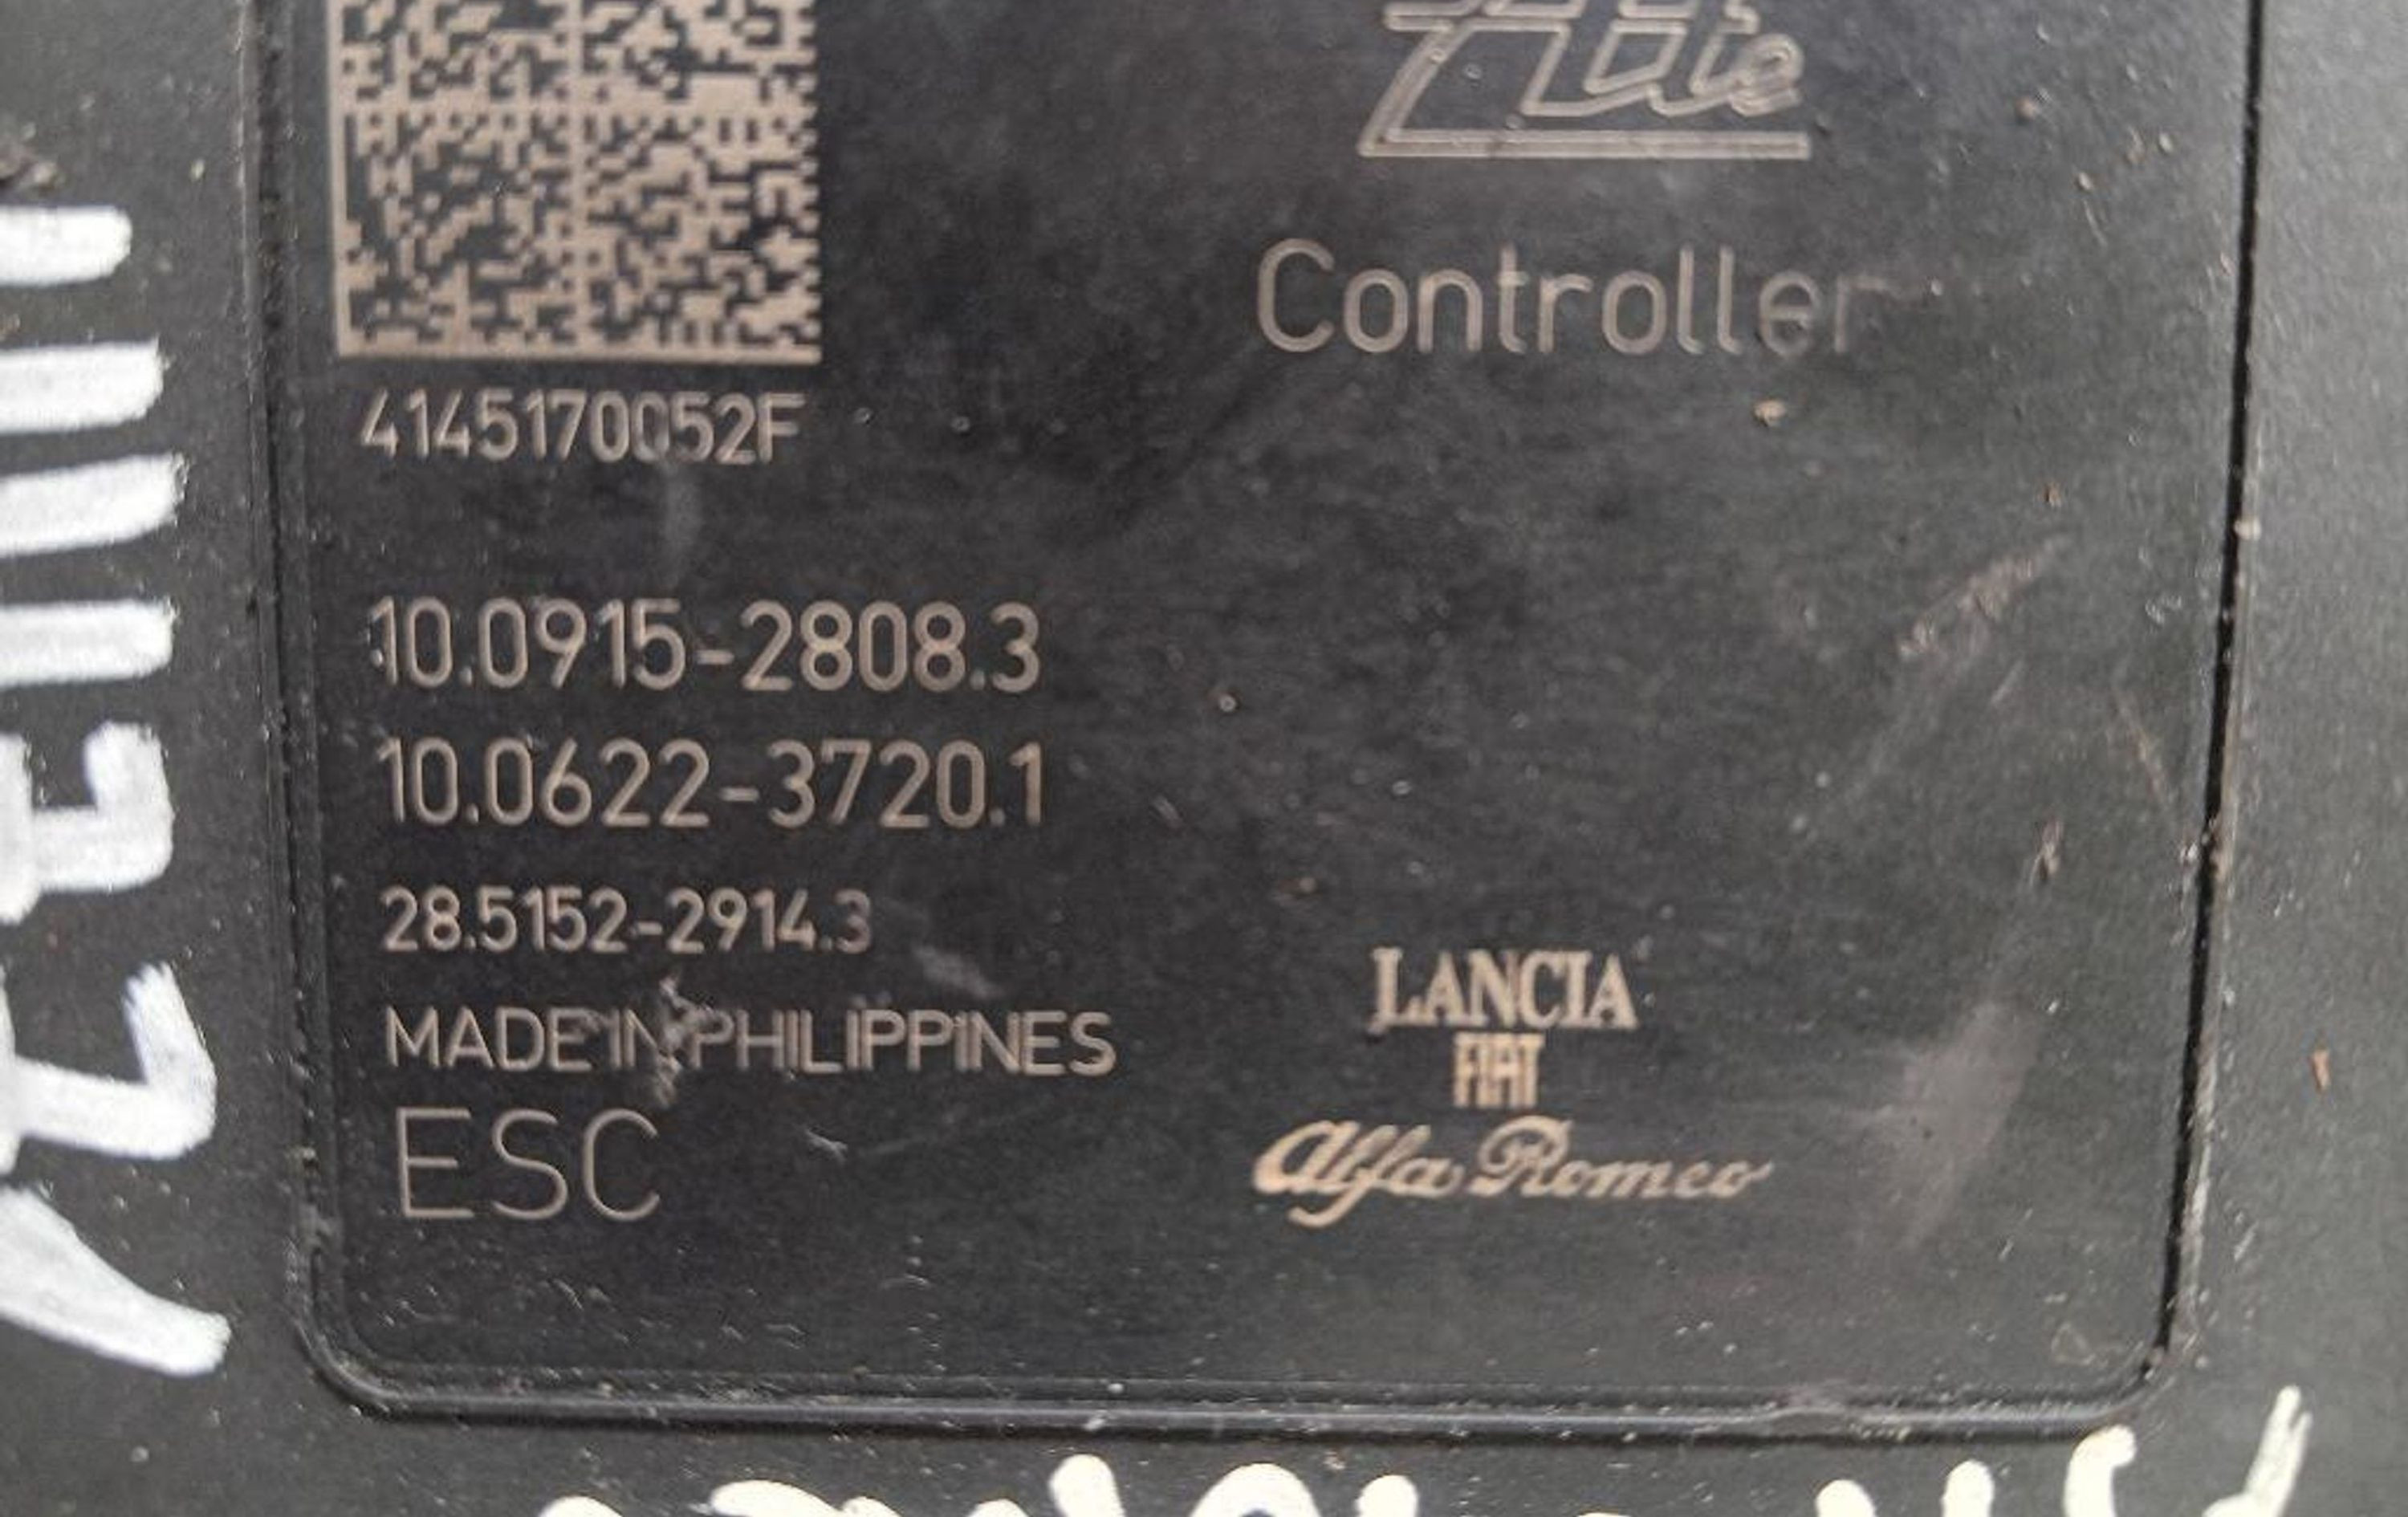 Ate
Controller
4145170052F
10.0915-2808.3
10.0622-3720.1
28.5152-2914.3
MADE IN PHILIPPINES
ESC
LANCIA
FIAT
Alfa Romeo